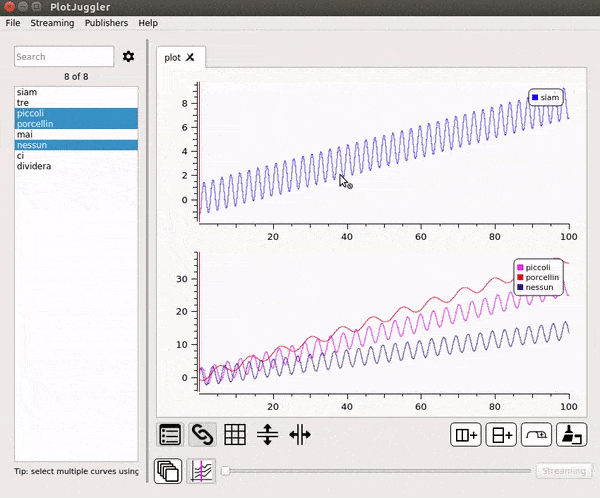 PlotJuggler
File Streaming Publishers Help
Search
8 of 8
siam
tre
piccoli
porcellin
mai
nessun
ci
dividera
Tip: select multiple curves using
plot
siam
8
6
4
2
0
20 40 60 80 100
piccoli
porcellin
nessun
30
20
10
0
20 40 60 80 100
Streaming